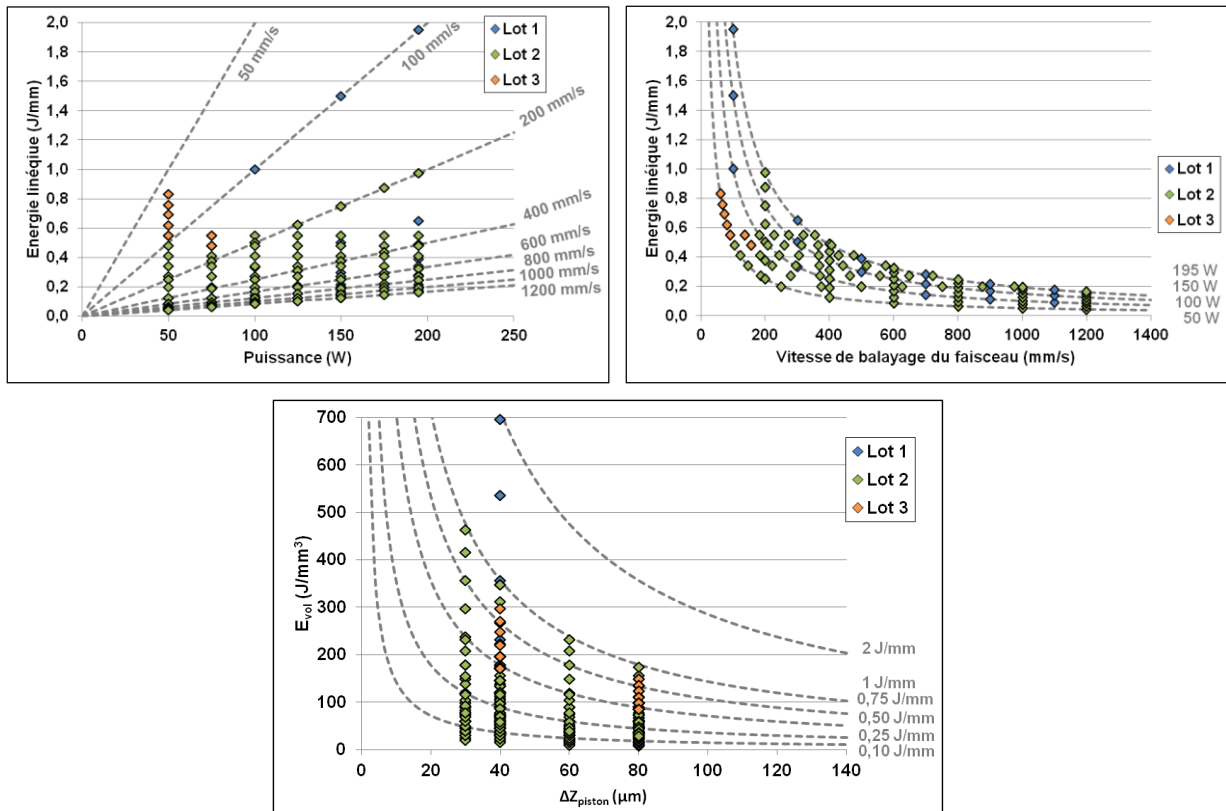 2,0
1,8
1,6
1,4
1,2
1,0
0,8
0,6
0,4
0,2
0,0
Energie linéqiue (J/mm)
0
50
100
150
200
250
Puissance (W)
50 mm/s
100 mm/s
200 mm/s
400 mm/s
600 mm/s
800 mm/s
1000 mm/s
1200 mm/s
Lot 1
Lot 2
Lot 3
2,0
1,8
1,6
1,4
1,2
1,0
0,8
0,6
0,4
0,2
0,0
Energie linéique (J/mm)
0
200
400
600
800
1000
1200
1400
Vitesse de balayage du faisceau (mm/s)
Lot 1
Lot 2
Lot 3
195 W
150 W
100 W
50 W
700
600
500
400
300
200
100
0
Evol (J/mm³)
0
20
40
60
80
100
120
140
ΔZpiston (µm)
Lot 1
Lot 2
Lot 3
2 J/mm
1 J/mm
0,75 J/mm
0,50 J/mm
0,25 J/mm
0,10 J/mm